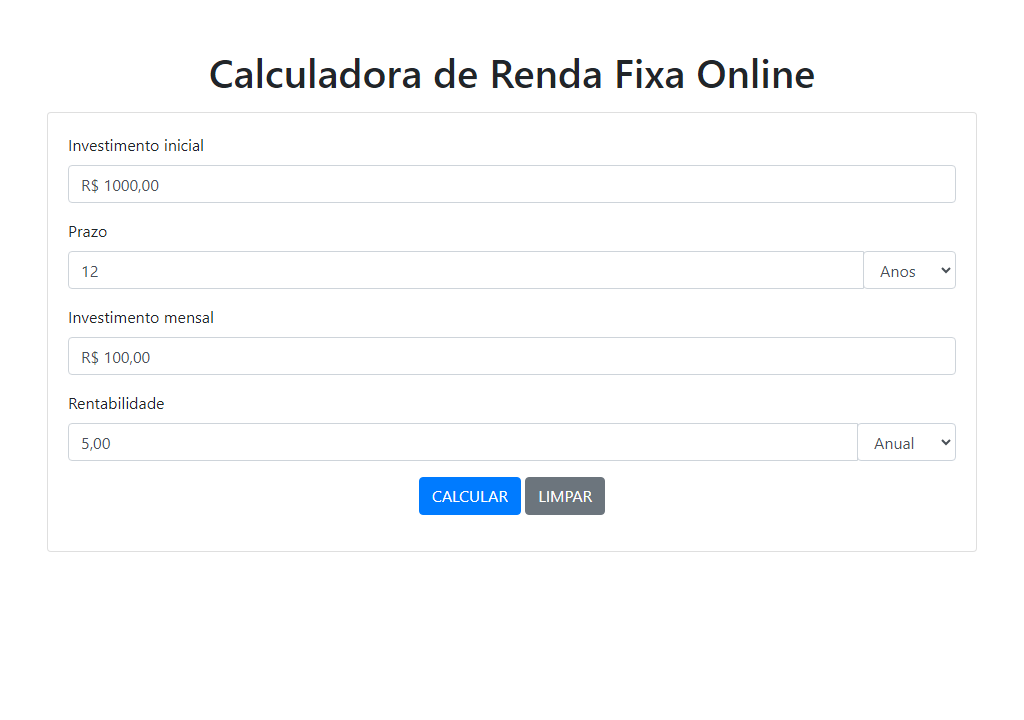 Calculadora de Renda Fixa Online
Investimento inicial
R$ 1000,00
Prazo
12 Anos
Investimento mensal
R$ 100,00
Rentabilidade
5,00 Anual
CALCULAR LIMPAR